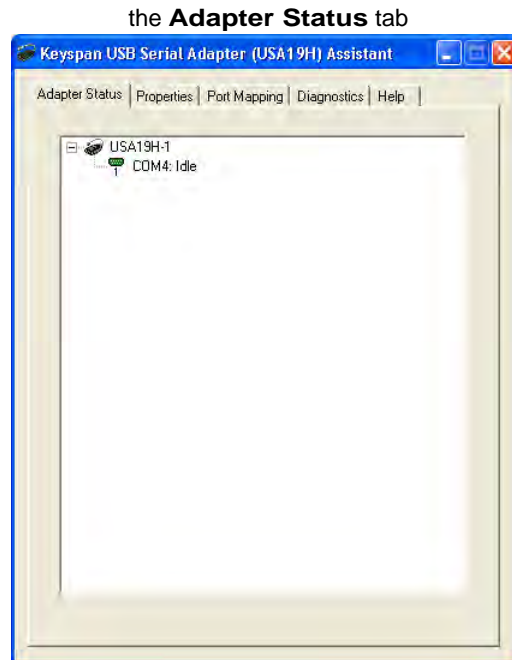 the Adapter Status tab
Keyspan USB Serial Adapter (USA19H) Assistant
Adapter Status Properties Port Mapping Diagnostics Help
USA19H-1
1 COM4: Idle